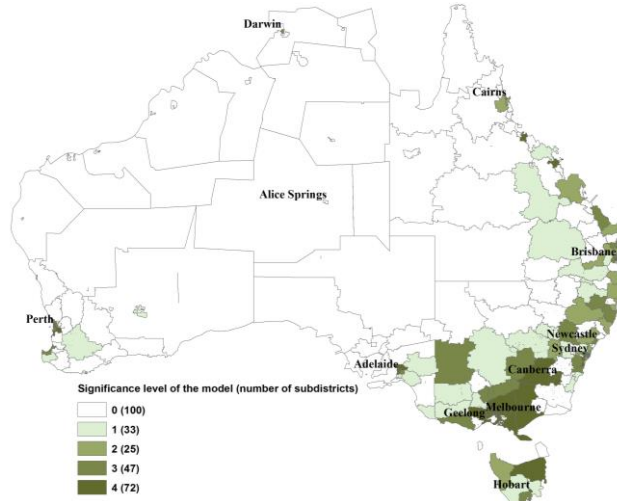 Darwin
Cairns
Alice Springs
Brisbane
Perth
Newcastle
Sydney
Adelaide
Canberra
Melbourne
Geelong
Hobart
Significance level of the model (number of subdistricts)
0 (100)
1 (33)
2 (25)
3 (47)
4 (72)